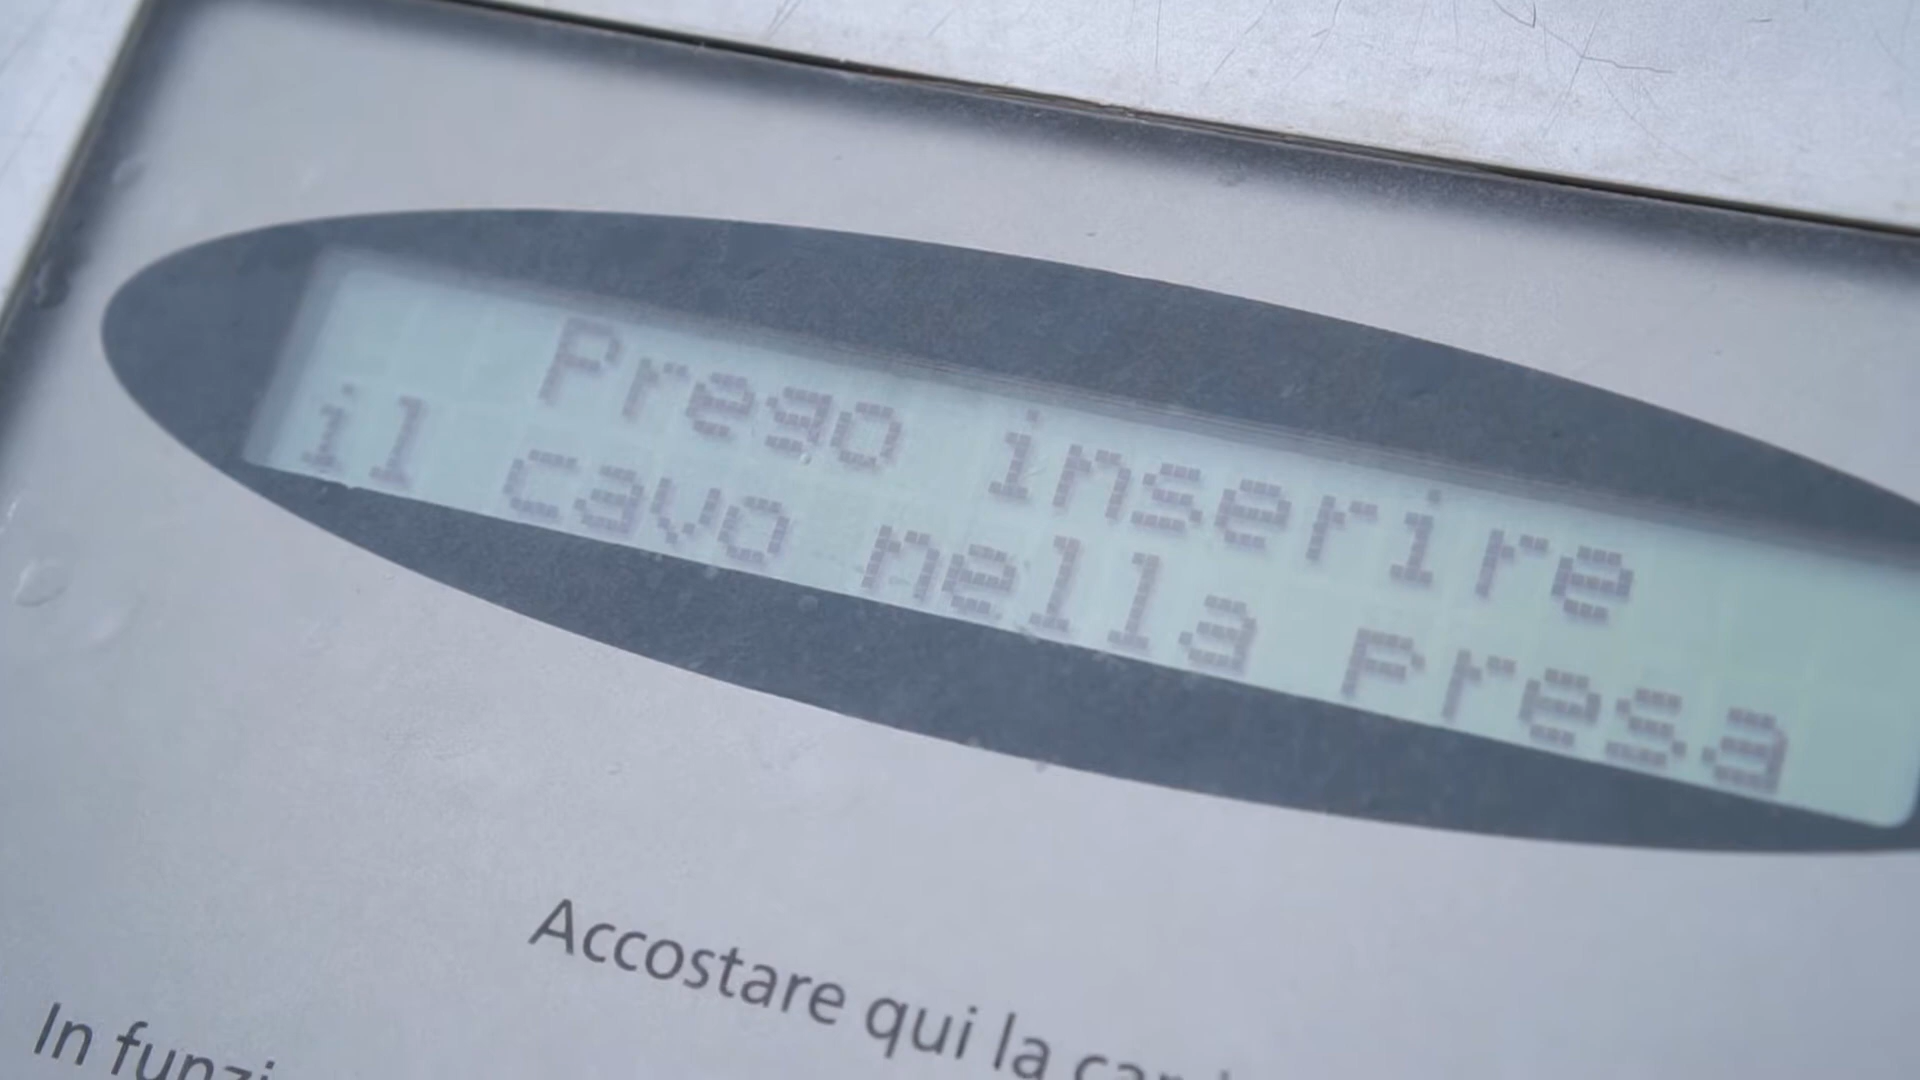 Prego inserire
il cavo nella presa
Accostare qui la
In